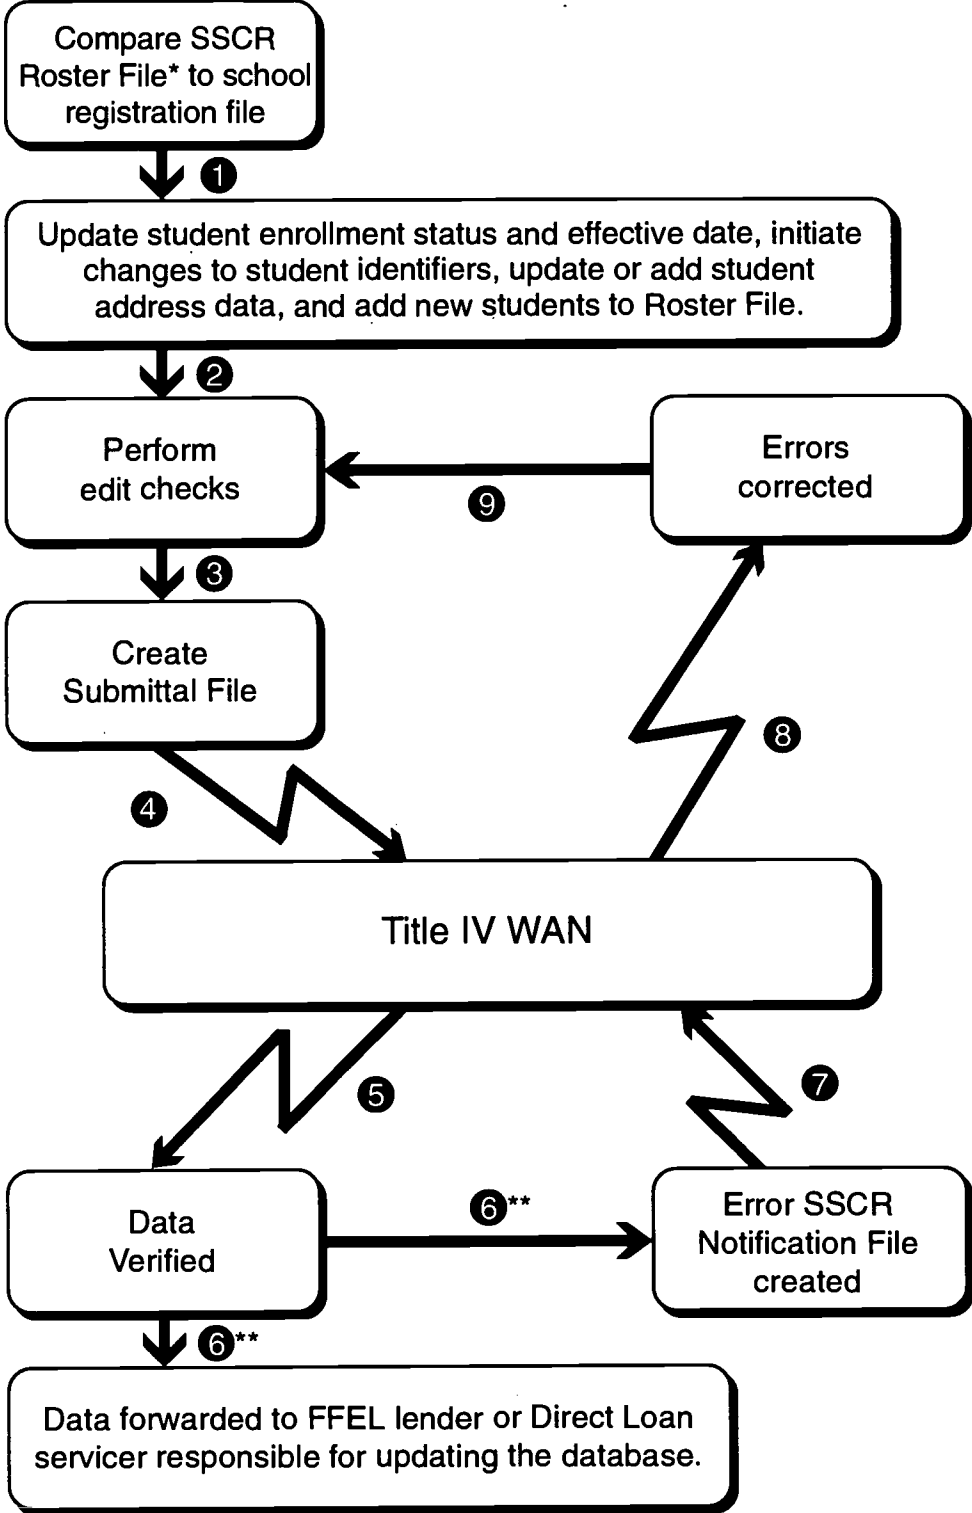 Compare SSCR
Roster File* to school
registration file
1
Update student enrollment status and effective date, initiate
changes to student identifiers, update or add student
address data, and add new students to Roster File.
2
Perform
edit checks
Errors
corrected
9
3
Create
Submittal File
8
4
Title IV WAN
5
7
Data
Verified
6**
Error SSCR
Notification File
created
6**
Data forwarded to FFEL lender or Direct Loan
servicer responsible for updating the database.